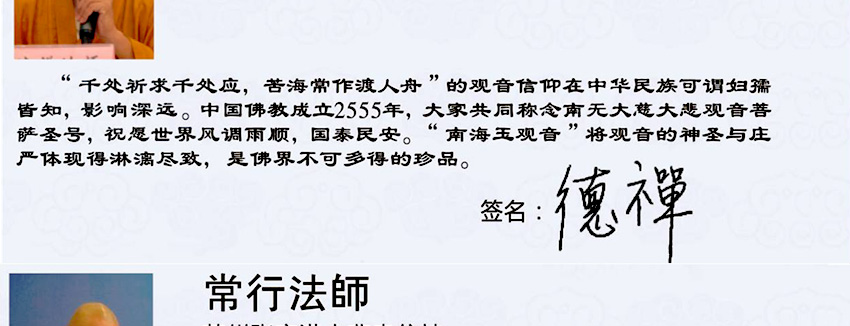 “千处祈求千处应，苦海常作渡人舟”的观音信仰在中华民族可谓妇孺
皆知，影响深远。中国佛教成立2555年，大家共同称念南无大慈大悲观音菩
萨圣号，祝愿世界风调雨顺，国泰民安。“南海玉观音”将观音的神圣与庄
严体现得淋漓尽致，是佛界不可多得的珍品。
签名：德禪
常行法師